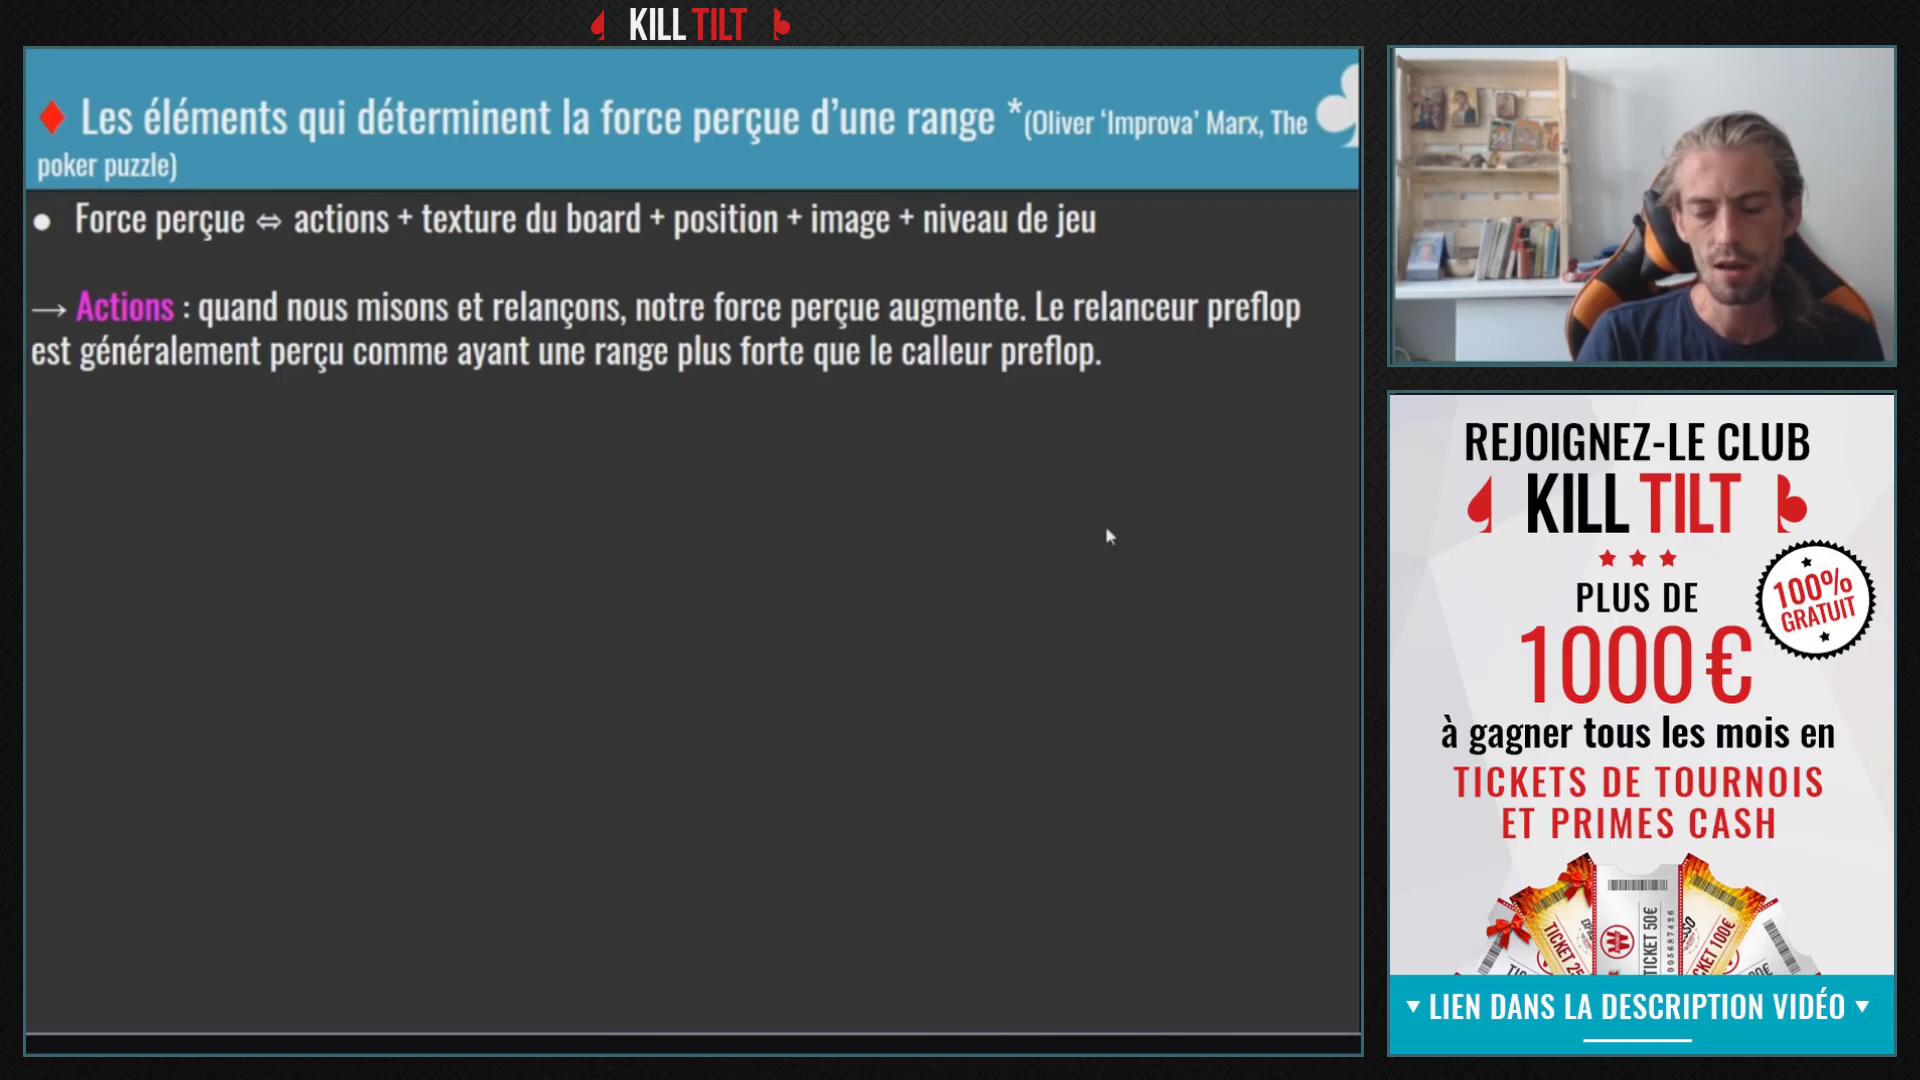 KILL TILT
Les éléments qui déterminent la force perçue d’une range *(Oliver ‘Improva’ Marx, The
poker puzzle)
● Force perçue ⇔ actions + texture du board + position + image + niveau de jeu
→ Actions : quand nous misons et relançons, notre force perçue augmente. Le relanceur preflop
est généralement perçu comme ayant une range plus forte que le calleur preflop.
REJOIGNEZ-LE CLUB
KILL TILT
PLUS DE
100%
GRATUIT
1000 €
à gagner tous les mois en
TICKETS DE TOURNOIS
ET PRIMES CASH
TICKET 50€
TICKET 100€
▼ LIEN DANS LA DESCRIPTION VIDÉO ▼